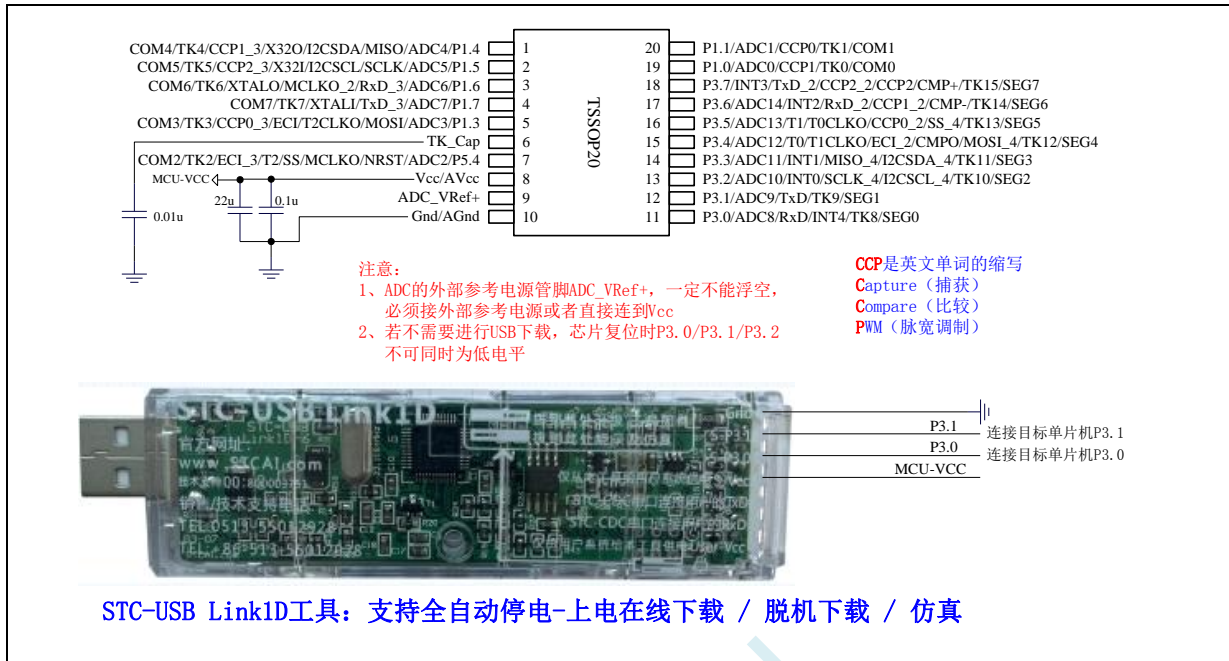 COM4/TK4/CCP1_3/X32O/I2CSDA/MISO/ADC4/P1.4 1
COM5/TK5/CCP2_3/X32I/I2CSCL/SCLK/ADC5/P1.5 2
COM6/TK6/XTALO/MCLKO_2/RxD_3/ADC6/P1.6 3
COM7/TK7/XTALI/TxD_3/ADC7/P1.7 4
COM3/TK3/CCP0_3/ECI/T2CLKO/MOSI/ADC3/P1.3 5
TK_Cap 6
COM2/TK2/ECI_3/T2/SS/MCLKO/NRST/ADC2/P5.4 7
MCU-VCC
Vcc/AVcc 8
ADC_VRef+ 9
Gnd/AGnd 10
22u
0.1u
0.01u
TSSOP20
20 P1.1/ADC1/CCP0/TK1/COM1
19 P1.0/ADC0/CCP1/TK0/COM0
18 P3.7/INT3/TxD_2/CCP2_2/CCP2/CMP+/TK15/SEG7
17 P3.6/ADC14/INT2/RxD_2/CCP1_2/CMP-/TK14/SEG6
16 P3.5/ADC13/T1/T0CLKO/CCP0_2/SS_4/TK13/SEG5
15 P3.4/ADC12/T0/T1CLKO/ECI_2/CMPO/MOSI_4/TK12/SEG4
14 P3.3/ADC11/INT1/MISO_4/I2CSDA_4/TK11/SEG3
13 P3.2/ADC10/INT0/SCLK_4/I2CSCL_4/TK10/SEG2
12 P3.1/ADC9/TxD/TK9/SEG1
11 P3.0/ADC8/RxD/INT4/TK8/SEG0
注意：
1、ADC的外部参考电源管脚ADC_VRef+，一定不能浮空，
必须接外部参考电源或者直接连到Vcc
2、若不需要进行USB下载，芯片复位时P3.0/P3.1/P3.2
不可同时为低电平
CCP是英文单词的缩写
Capture（捕获）
Compare（比较）
PWM（脉宽调制）
STC-USB Link1D
官方网址:
www.STCAI.com
Gnd
P3.1 连接目标单片机P3.1
P3.0 连接目标单片机P3.0
MCU-VCC
STC-USB Link1D工具：支持全自动停电-上电在线下载 / 脱机下载 / 仿真